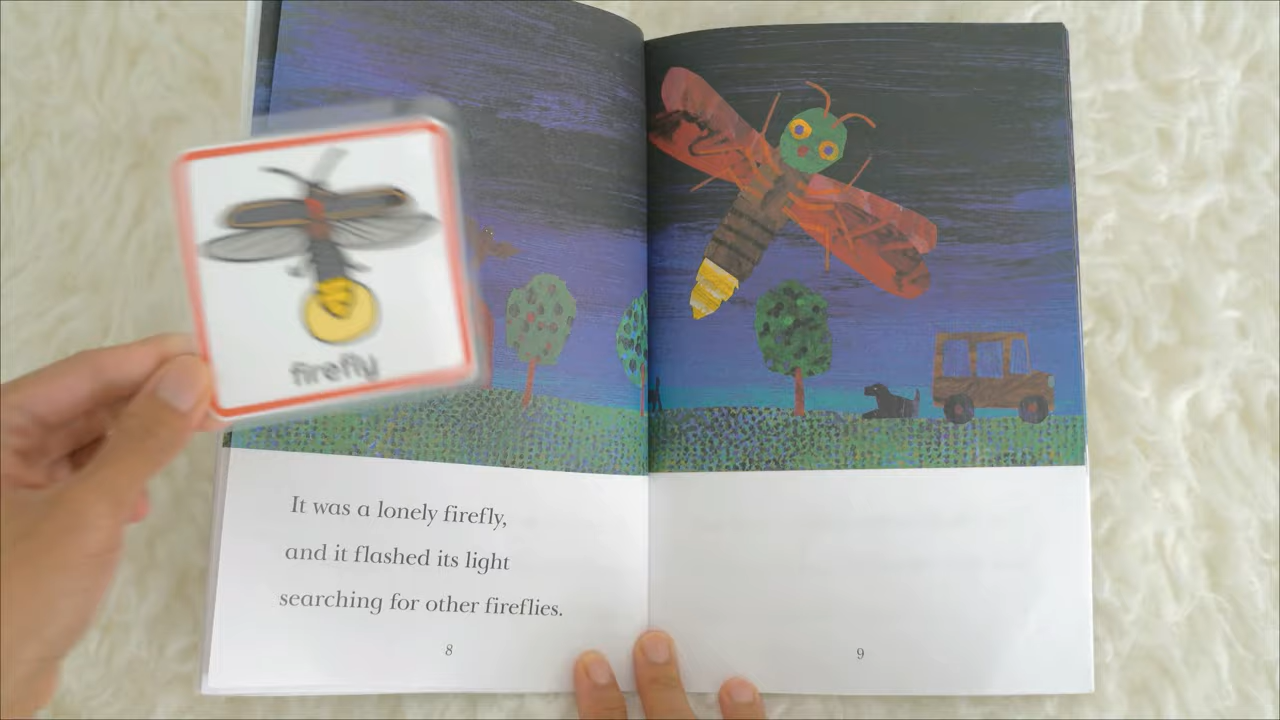 firefly
It was a lonely firefly,
and it flashed its light
searching for other fireflies.
8
9